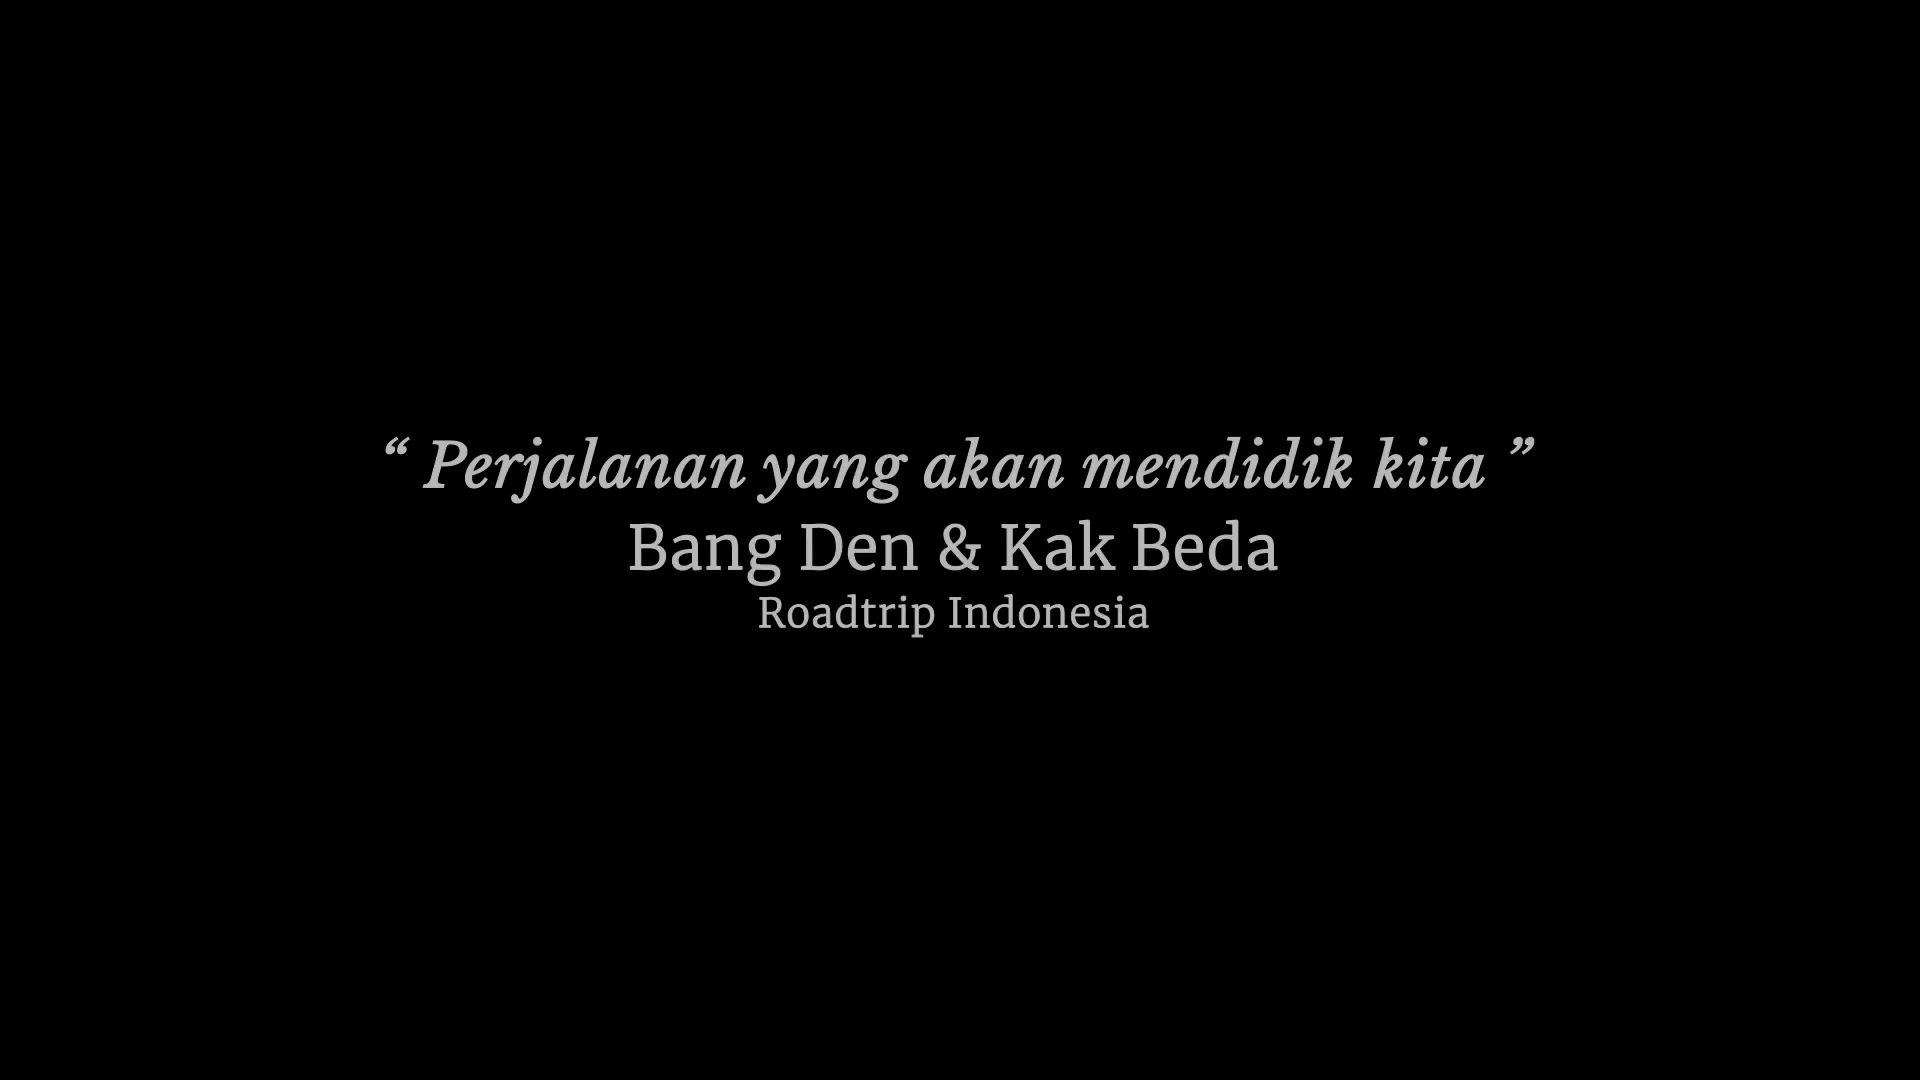 “ Perjalanan yang akan mendidik kita ”
Bang Den & Kak Beda
Roadtrip Indonesia